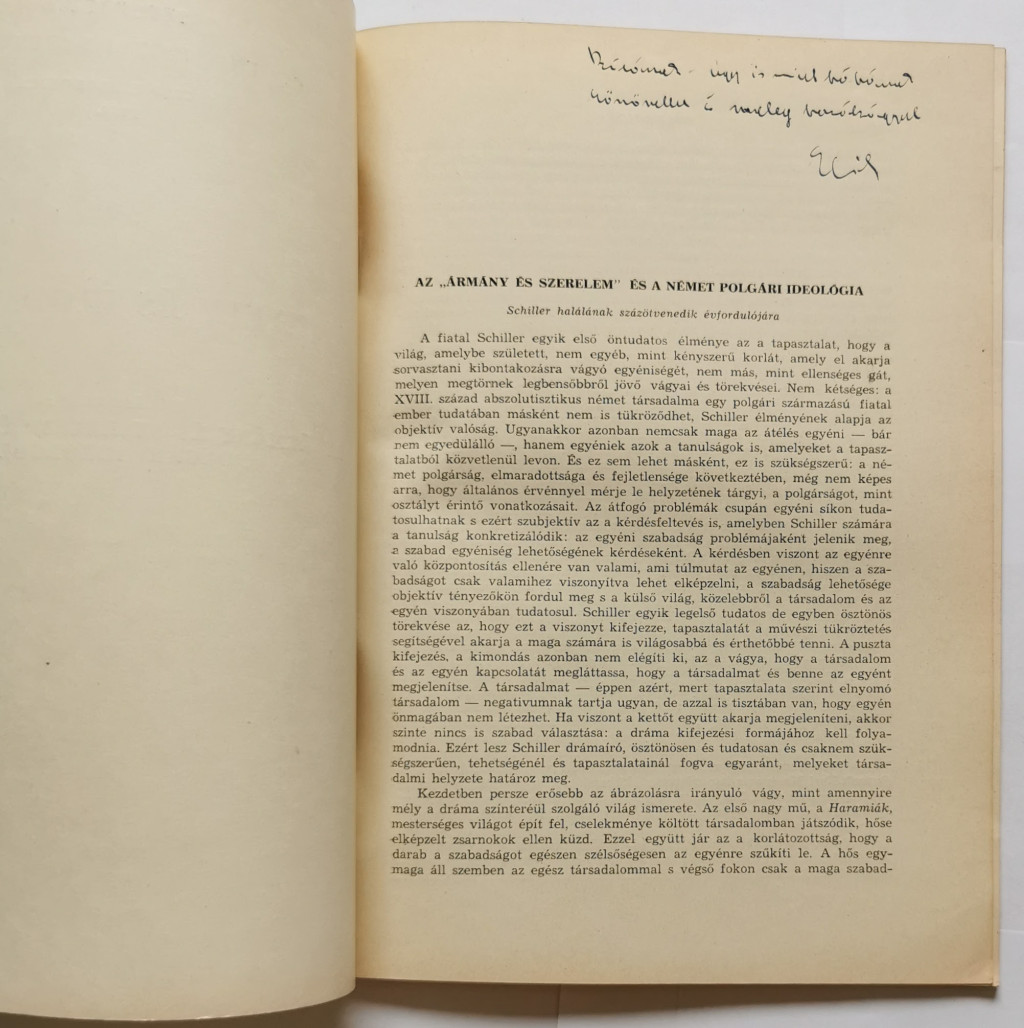 úgy is mint
és meleg barátsággal
AZ „ÁRMÁNY ÉS SZERELEM" ÉS A NÉMET POLGÁRI IDEOLÓGIA
Schiller halálának százötvenedik évfordulójára
A fiatal Schiller egyik első öntudatos élménye az a tapasztalat, hogy a
világ, amelybe született, nem egyéb, mint kényszerű korlát, amely el akarja
sorvasztani kibontakozásra vágyó egyéniségét, nem más, mint ellenséges gát,
melyen megtörnek legbensőbbről jövő vágyai és törekvései. Nem kétséges: a
XVIII. század abszolutisztikus német társadalma egy polgári származású fiatal
ember tudatában másként nem is tükröződhet, Schiller élményének alapja az
objektív valóság. Ugyanakkor azonban nemcsak maga az átélés egyéni — bár
nem egyedülálló —, hanem egyéniek azok a tanulságok is, amelyeket a tapasz-
talatból közvetlenül levon. És ez sem lehet másként, ez is szükségszerű: a né-
met polgárság, elmaradottsága és fejletlensége következtében, még nem képes
arra, hogy általános érvénnyel mérje le helyzetének tárgyi, a polgárságot, mint
osztályt érintő vonatkozásait. Az átfogó problémák csupán egyéni síkon tuda-
tosulhatnak s ezért szubjektív az a kérdésfeltevés is, amelyben Schiller számára
a tanulság konkretizálódik: az egyéni szabadság problémájaként jelenik meg,
a szabad egyéniség lehetőségének kérdéseként. A kérdésben viszont az egyénre
való központosítás ellenére van valami, ami túlmutat az egyénen, hiszen a sza-
badságot csak valamihez viszonyítva lehet elképzelni, a szabadság lehetősége
objektív tényezőkön fordul meg s a külső világ, közelebbről a társadalom és az
egyén viszonyában tudatosul. Schiller egyik legelső tudatos de egyben ösztönös
törekvése az, hogy ezt a viszonyt kifejezze, tapasztalatát a művészi tükröztetés
segítségével akarja a maga számára is világosabbá és érthetőbbé tenni. A puszta
kifejezés, a kimondás azonban nem elégíti ki, az a vágya, hogy a társadalom
és az egyén kapcsolatát megláttassa, hogy a társadalmat és benne az egyént
megjelenítse. A társadalmat — éppen azért, mert tapasztalata szerint elnyomó
társadalom — negativumnak tartja ugyan, de azzal is tisztában van, hogy egyén
önmagában nem létezhet. Ha viszont a kettőt együtt akarja megjeleníteni, akkor
szinte nincs is szabad választása: a dráma kifejezési formájához kell folya-
modnia. Ezért lesz Schiller drámaíró, ösztönösen és tudatosan és csaknem szük-
ségszerűen, tehetségénél és tapasztalatainál fogva egyaránt, melyeket társa-
dalmi helyzete határoz meg.
Kezdetben persze erősebb az ábrázolásra irányuló vágy, mint amennyire
mély a dráma színteréül szolgáló világ ismerete. Az első nagy mű, a Haramiák,
mesterséges világot épít fel, cselekménye költött társadalomban játszódik, hőse
elképzelt zsarnokok ellen küzd. Ezzel együtt jár az a korlátozottság, hogy a
darab a szabadságot egészen szélsőségesen az egyénre szűkíti le. A hős egy-
maga áll szemben az egész társadalommal s végső fokon csak a maga szabad-